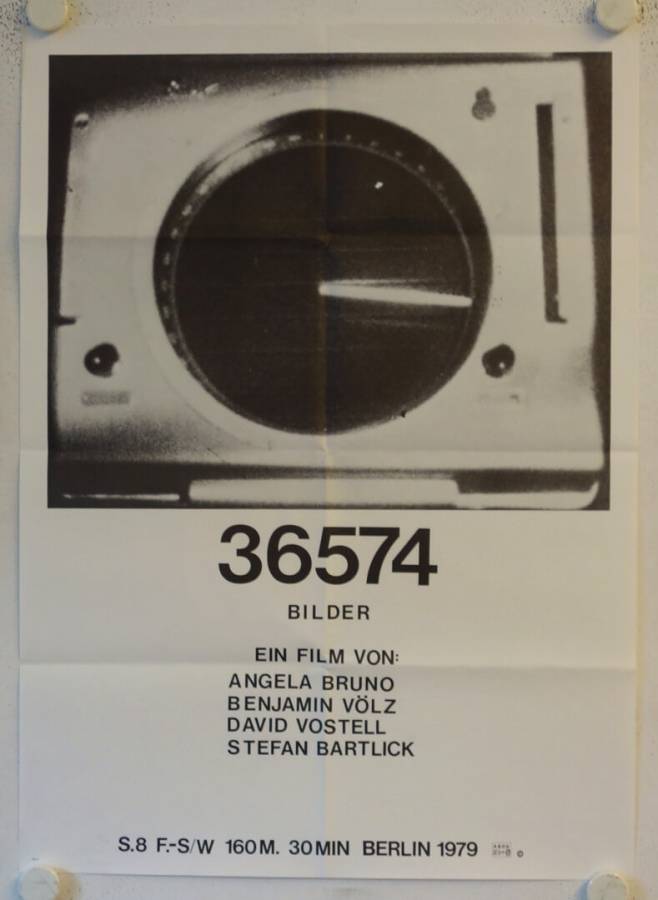 36574
BILDER
EIN FILM VON:
ANGELA BRUNO
BENJAMIN VÖLZ
DAVID VOSTELL
STEFAN BARTLICK
S.8 F.-S/W 160M. 30MIN BERLIN 1979